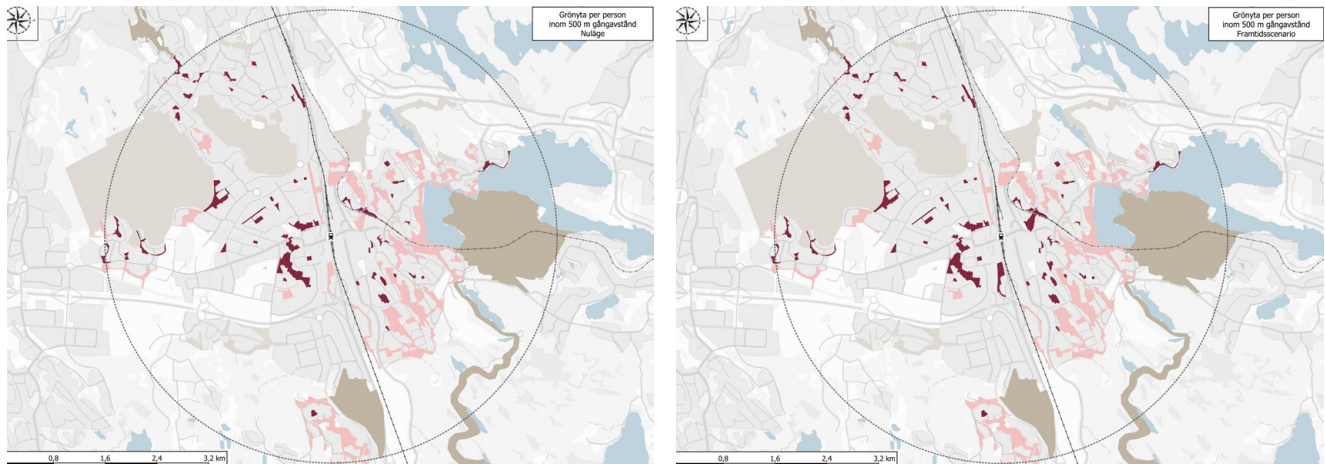 Grönyta per person
inom 500 m gångavstånd
Nuläge
0,8 1,6 2,4 3,2 km
Grönyta per person
inom 500 m gångavstånd
Framtidsscenario
0,8 1,6 2,4 3,2 km